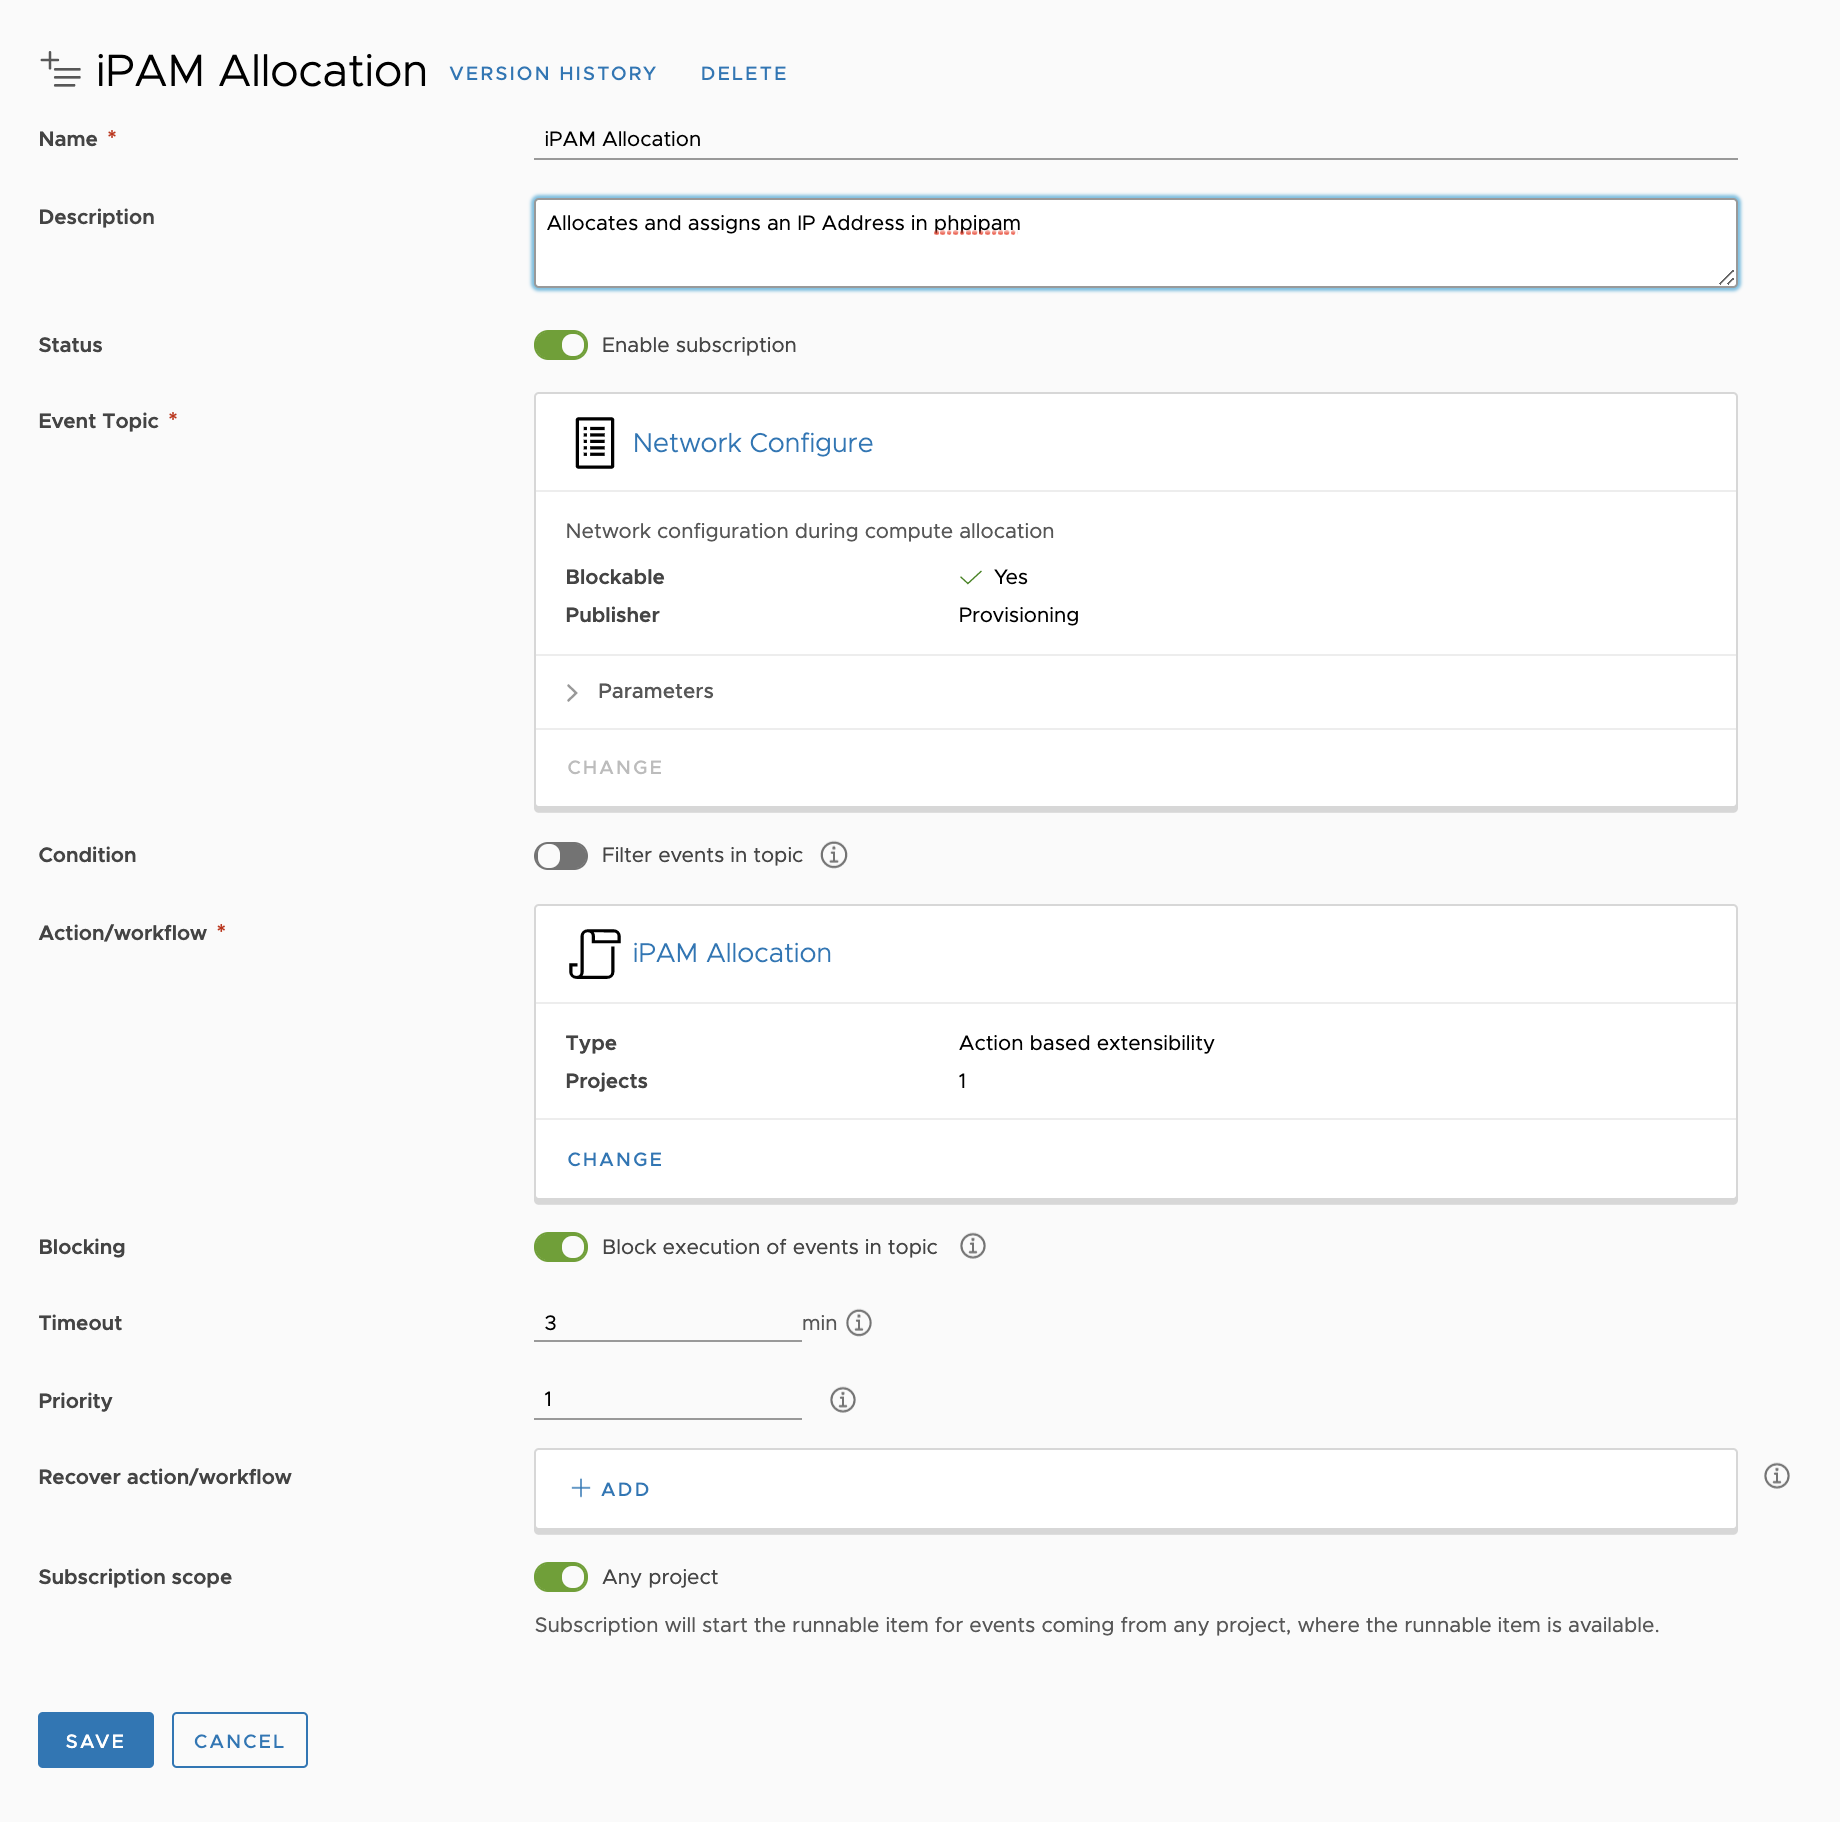 iPAM Allocation VERSION HISTORY DELETE
Name * iPAM Allocation
Description Allocates and assigns an IP Address in phpipam
Status Enable subscription
Event Topic * Network Configure
Network configuration during compute allocation
Blockable Yes
Publisher Provisioning
Parameters
CHANGE
Condition Filter events in topic
Action/workflow * iPAM Allocation
Type Action based extensibility
Projects 1
CHANGE
Blocking Block execution of events in topic
Timeout 3 min
Priority 1
Recover action/workflow + ADD
Subscription scope Any project
Subscription will start the runnable item for events coming from any project, where the runnable item is available.
SAVE CANCEL